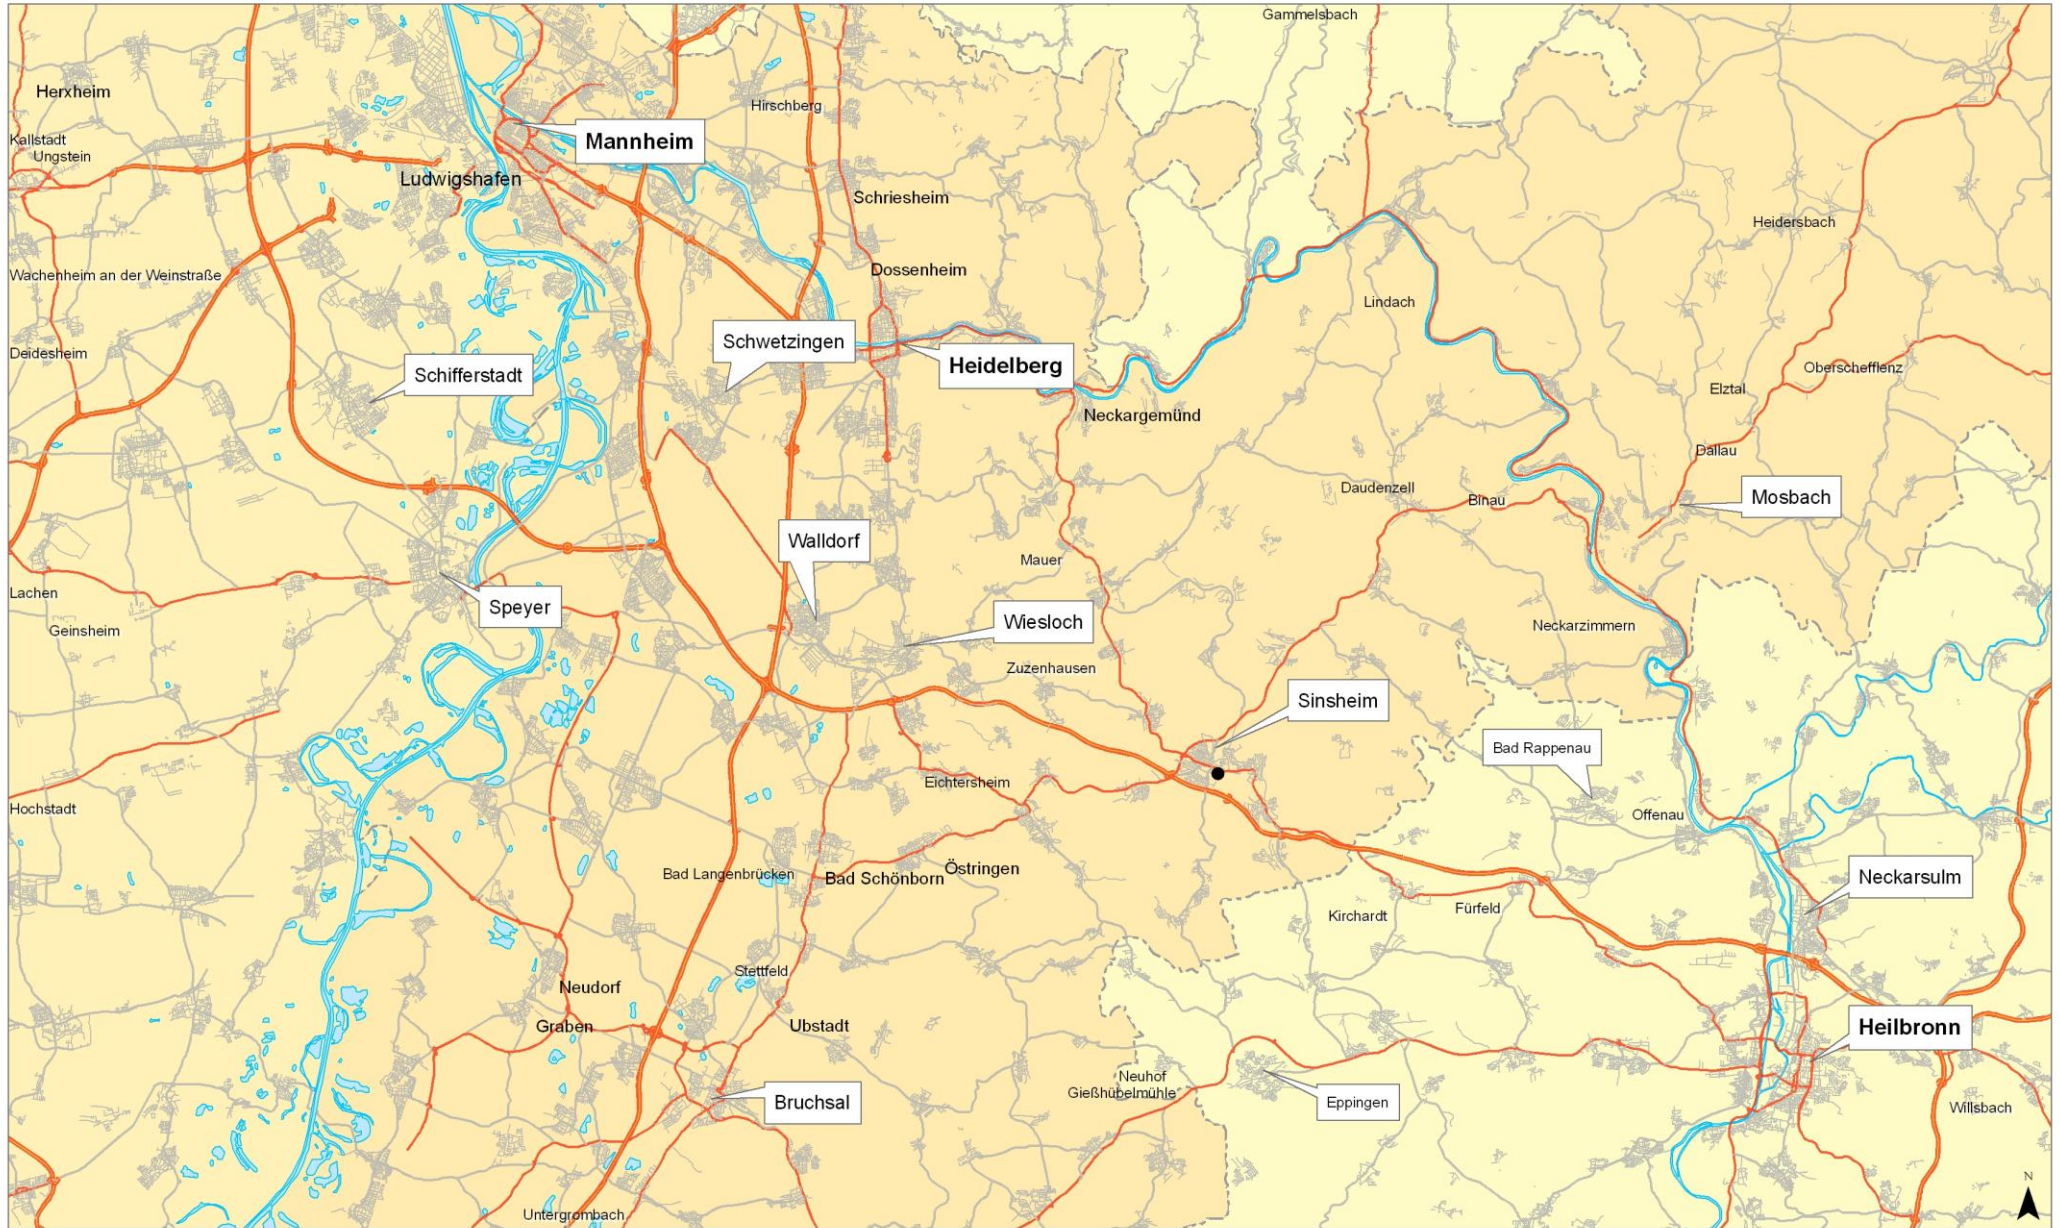 Gammelsbach
Herxheim
Hirschberg
Kallstadt
Mannheim
Ungstein
Ludwigshafen
Schriesheim
Heidersbach
Dossenheim
Wachenheim an der Weinstraße
Lindach
Schwetzingen
Deidesheim
Heidelberg
Oberschefflenz
Schifferstadt
Elztal
Neckargemünd
Dallau
Daudenzell
Binau
Mosbach
Walldorf
Mauer
Lachen
Speyer
Wiesloch
Geinsheim
Neckarzimmern
Zuzenhausen
Sinsheim
Bad Rappenau
Eichtersheim
Hochstadt
Offenau
Bad Langenbrücken
Bad Schönborn
Östringen
Neckarsulm
Kirchardt
Fürfeld
Stettfeld
Neudorf
Graben
Ubstadt
Heilbronn
Neuhof
Gießhübelmühle
Bruchsal
Eppingen
Willsbach
N
Untergrombach